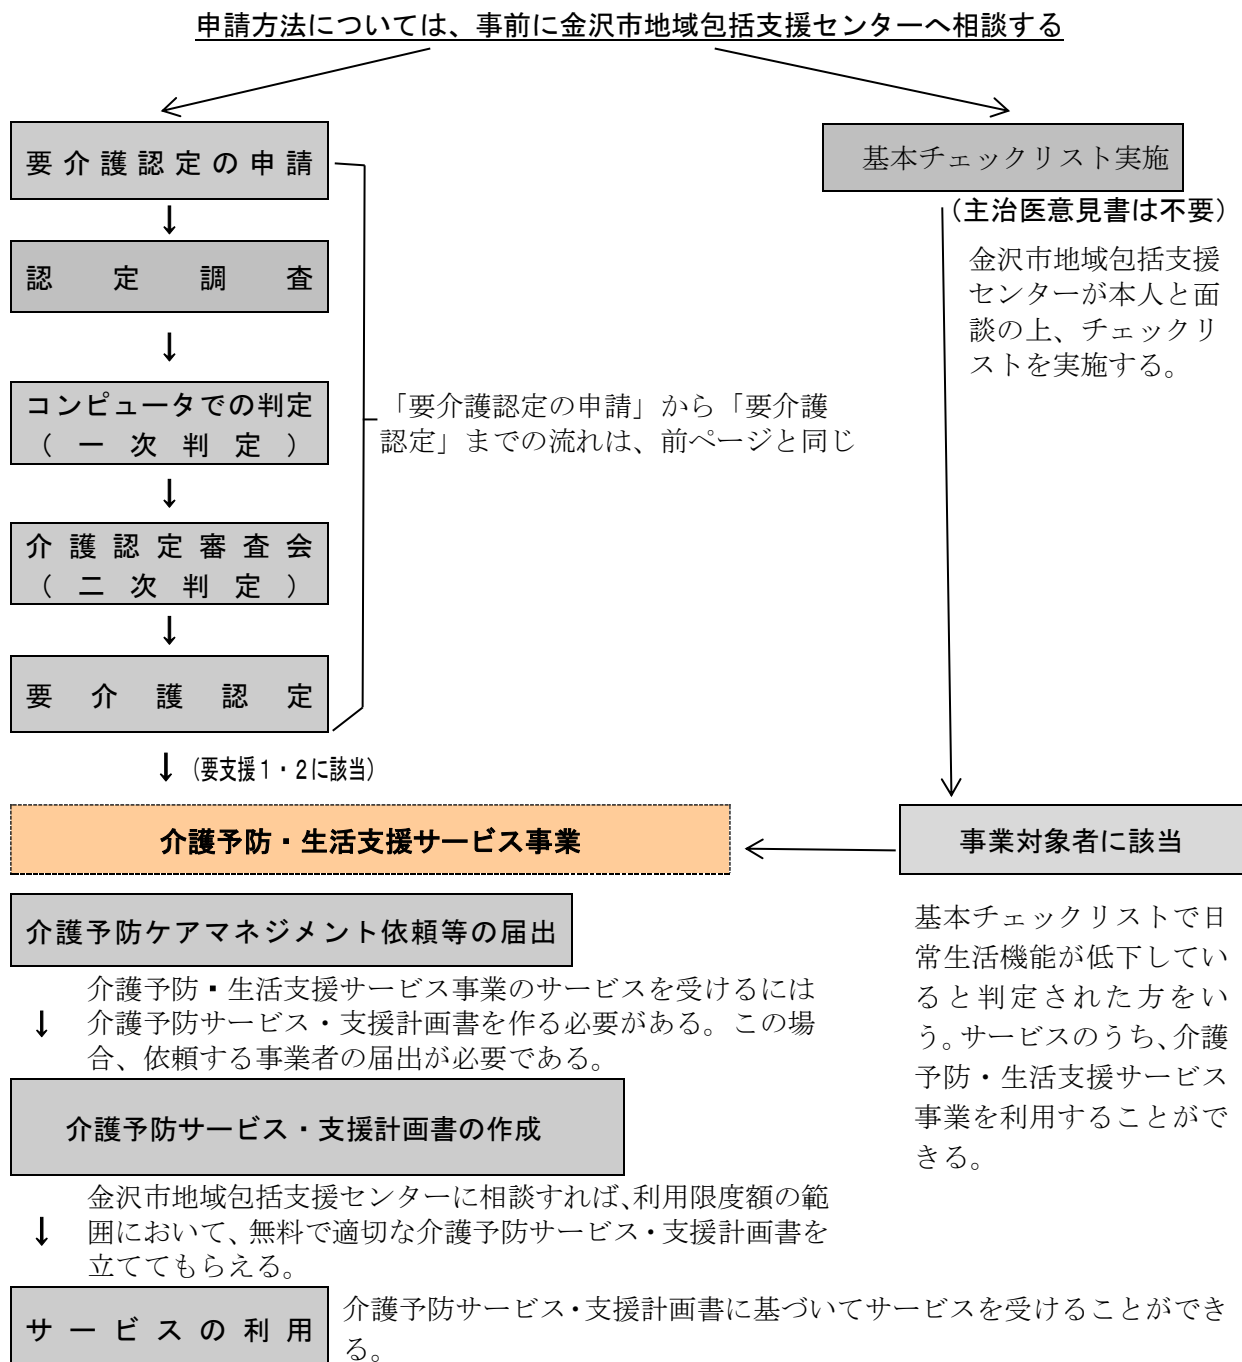 申請方法については、事前に金沢市地域包括支援センターへ相談する
要介護認定の申請
↓
認定調査
↓
コンピュータでの判定
(一次判定)
↓
介護認定審査会
(二次判定)
↓
要介護認定
「要介護認定の申請」から「要介護
認定」までの流れは、前ページと同じ
↓ (要支援1・2に該当)
基本チェックリスト実施
(主治医意見書は不要)
金沢市地域包括支援
センターが本人と面
談の上、チェックリ
ストを実施する。
事業対象者に該当
基本チェックリストで日
常生活機能が低下してい
ると判定された方をい
う。サービスのうち、介護
予防・生活支援サービス
事業を利用することがで
きる。
介護予防・生活支援サービス事業
介護予防ケアマネジメント依頼等の届出
介護予防・生活支援サービス事業のサービスを受けるには
↓ 介護予防サービス・支援計画書を作る必要がある。この場
合、依頼する事業者の届出が必要である。
介護予防サービス・支援計画書の作成
金沢市地域包括支援センターに相談すれば、利用限度額の範
↓ 囲において、無料で適切な介護予防サービス・支援計画書を
立ててもらえる。
サービスの利用
介護予防サービス・支援計画書に基づいてサービスを受けることができ
る。